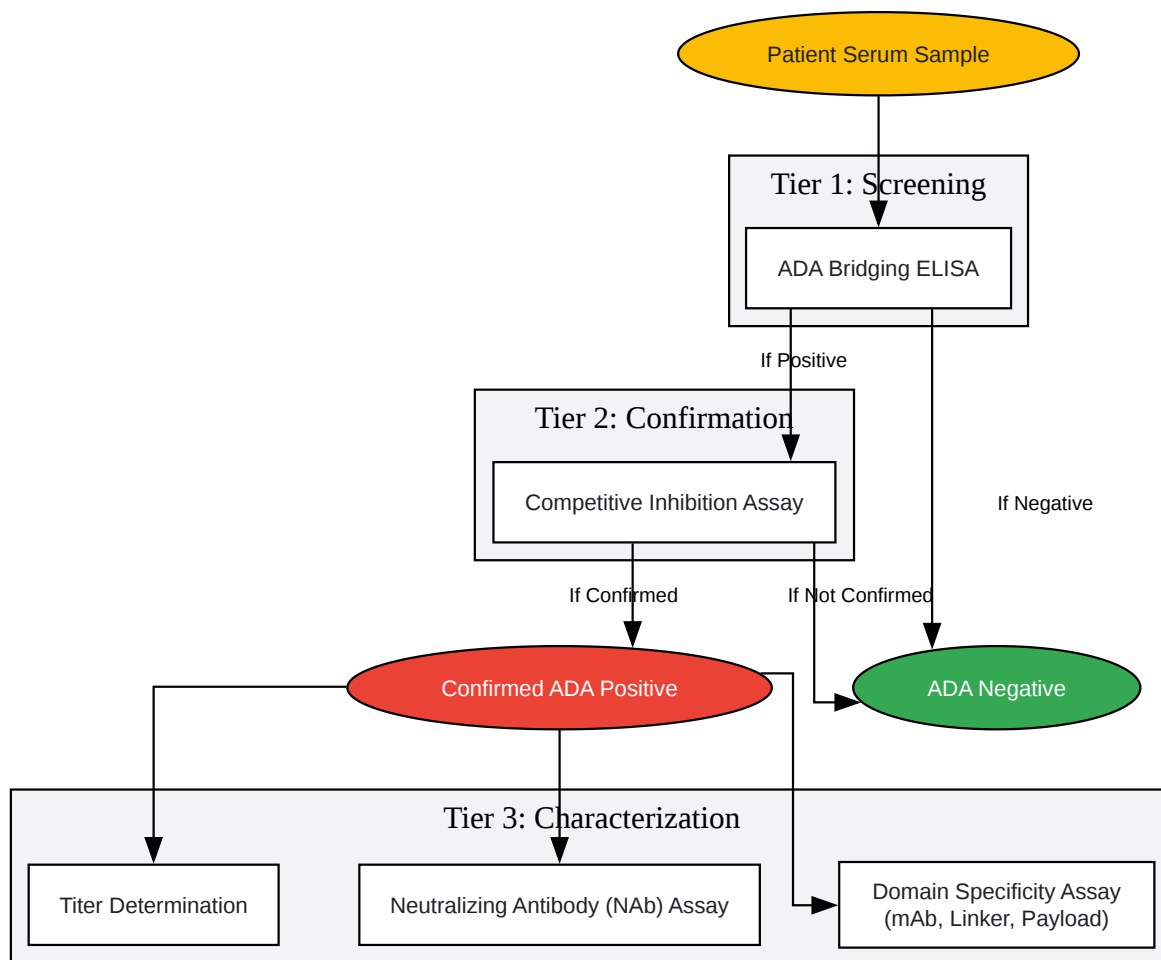 Patient Serum Sample
Tier 1: Screening
ADA Bridging ELISA
If Positive
Tier 2: Confirmation
Competitive Inhibition Assay
If Negative
If Confirmed
If Not Confirmed
Confirmed ADA Positive
ADA Negative
Tier 3: Characterization
Titer Determination
Neutralizing Antibody (NAb) Assay
Domain Specificity Assay
(mAb, Linker, Payload)